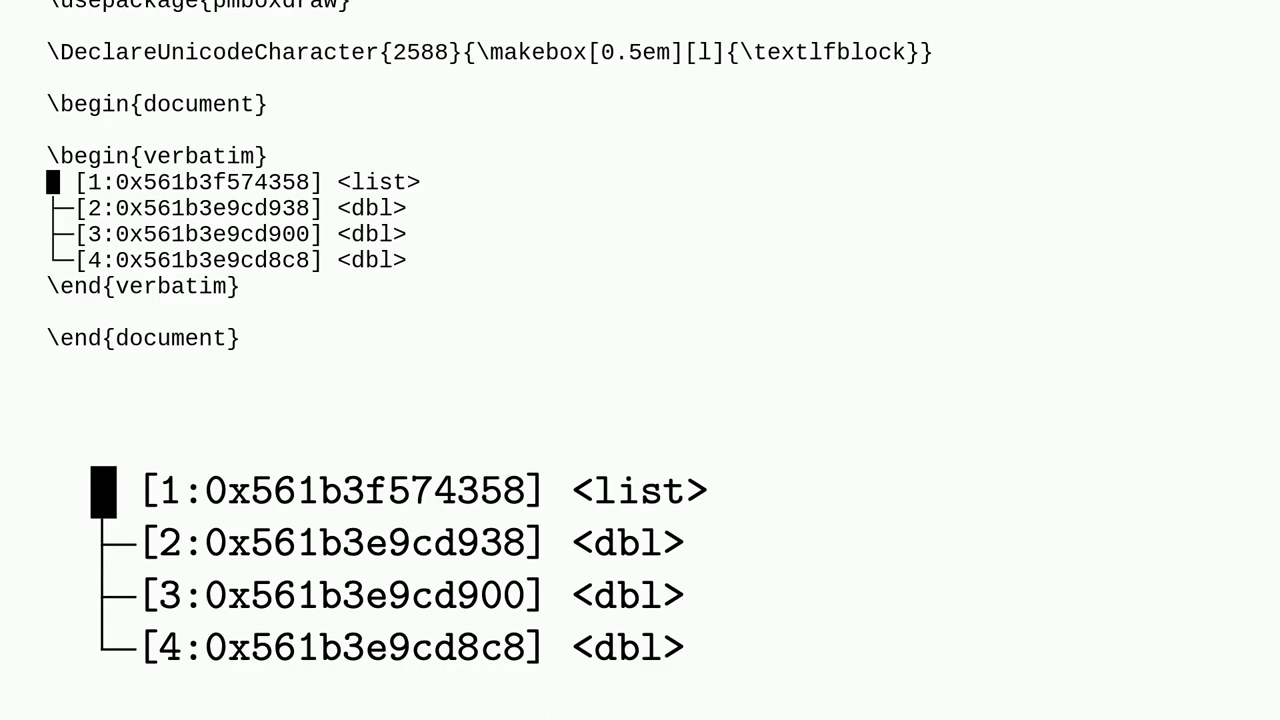 \usepackage{pmboxdraw}
\DeclareUnicodeCharacter{2588}{\makebox[0.5em][l]{\textlfblock}}
\begin{document}
\begin{verbatim}
█ [1:0x561b3f574358] <list>
├─[2:0x561b3e9cd938] <dbl>
├─[3:0x561b3e9cd900] <dbl>
└─[4:0x561b3e9cd8c8] <dbl>
\end{verbatim}
\end{document}
█ [1:0x561b3f574358] <list>
├─[2:0x561b3e9cd938] <dbl>
├─[3:0x561b3e9cd900] <dbl>
└─[4:0x561b3e9cd8c8] <dbl>